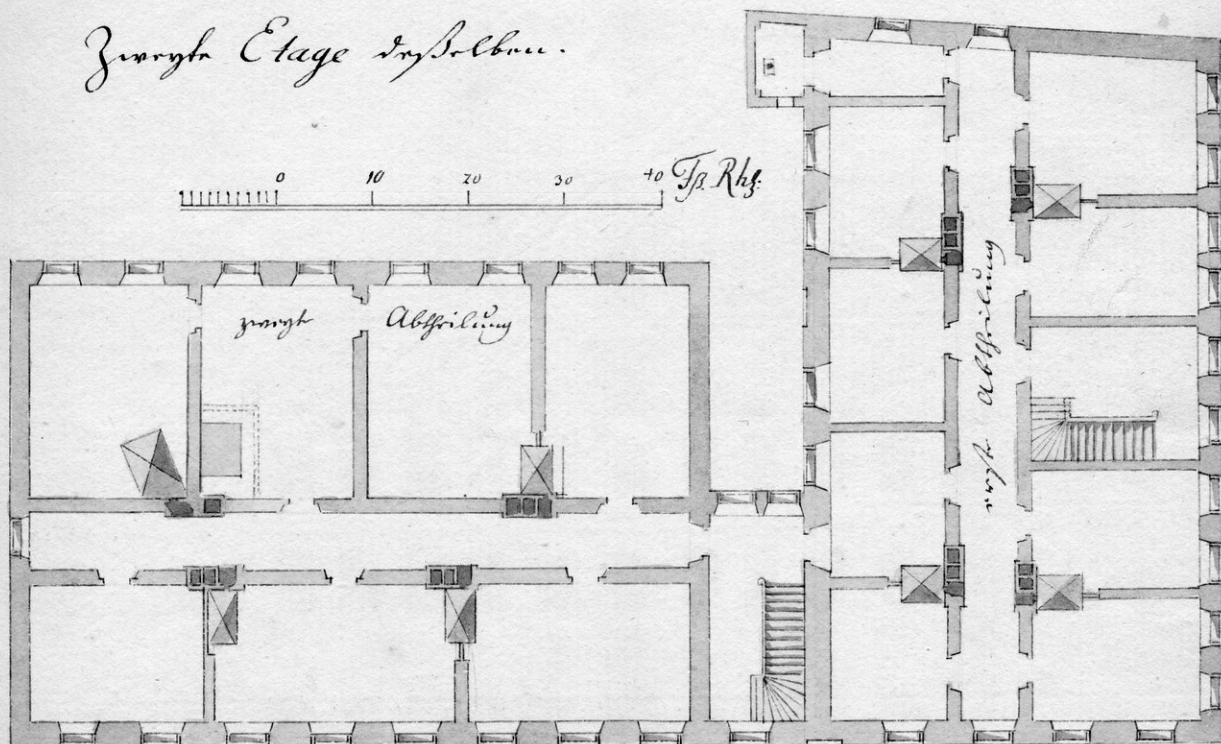 Zweyte Etage deßelben.
0 10 20 30 40 Fß. Rhl:
zweyte Abtheilung
erste Abtheilung